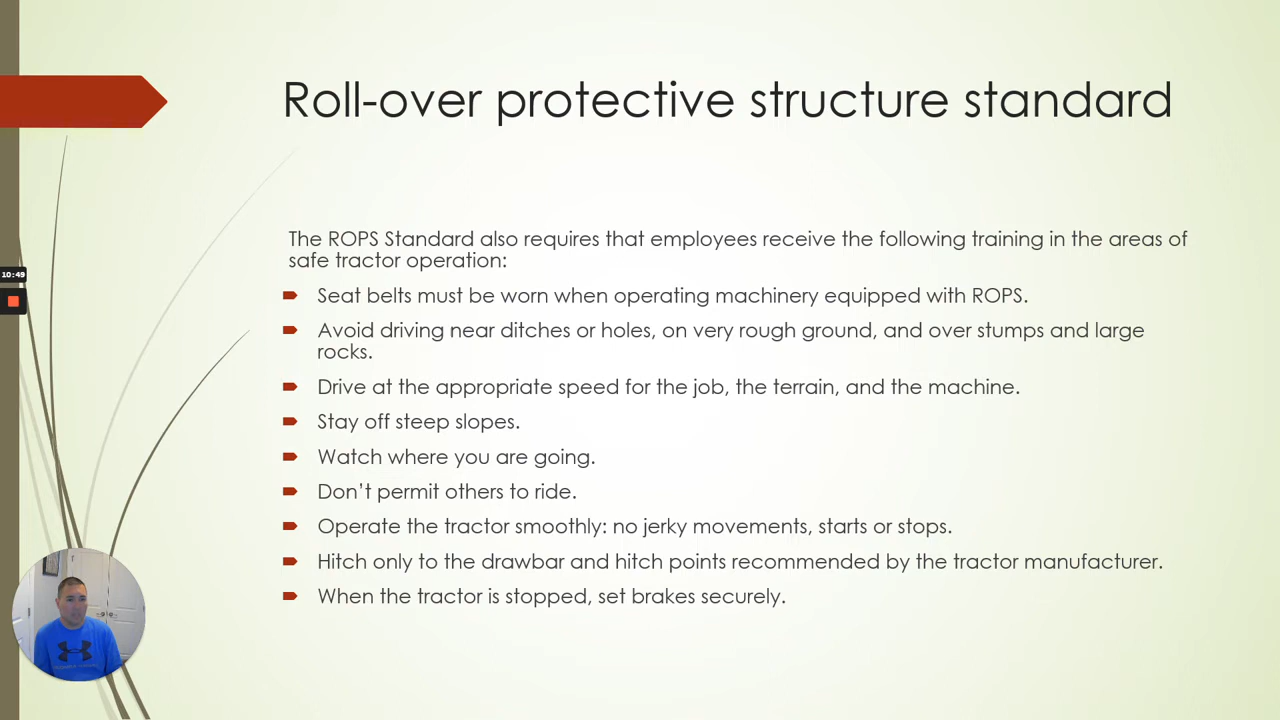 Roll-over protective structure standard
The ROPS Standard also requires that employees receive the following training in the areas of
safe tractor operation:
Seat belts must be worn when operating machinery equipped with ROPS.
Avoid driving near ditches or holes, on very rough ground, and over stumps and large
rocks.
Drive at the appropriate speed for the job, the terrain, and the machine.
Stay off steep slopes.
Watch where you are going.
Don’t permit others to ride.
Operate the tractor smoothly: no jerky movements, starts or stops.
Hitch only to the drawbar and hitch points recommended by the tractor manufacturer.
When the tractor is stopped, set brakes securely.
10:49